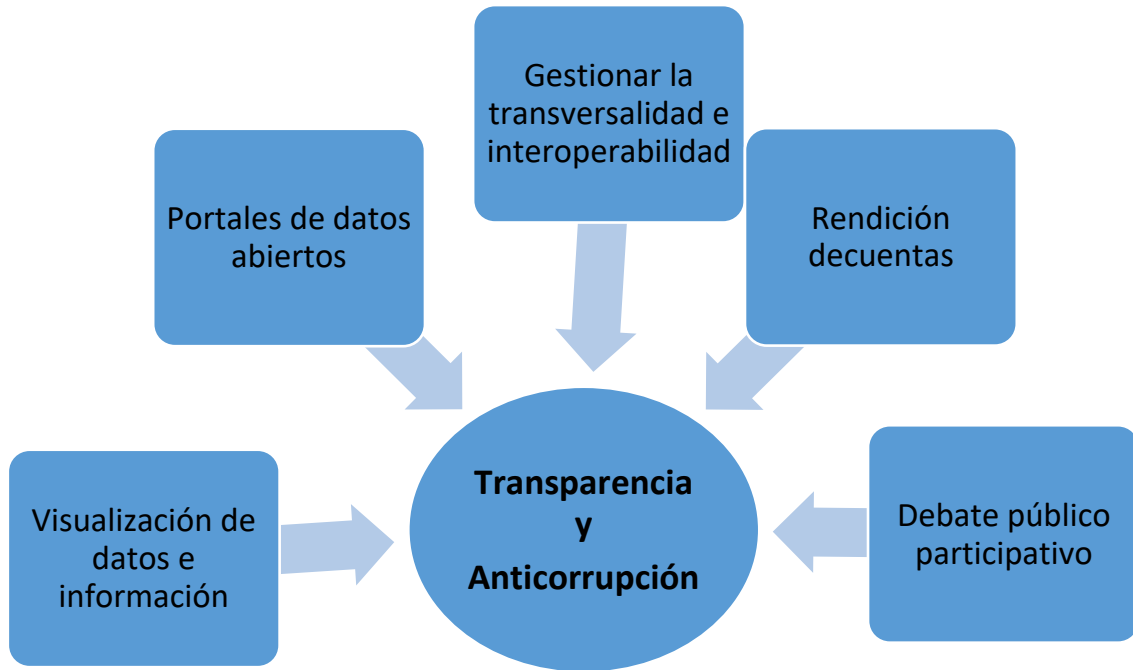 Gestionar la
transversalidad e
interoperabilidad
Portales de datos
abiertos
Rendición
decuentas
Visualización de
datos e
información
Transparencia
y
Anticorrupción
Debate público
participativo